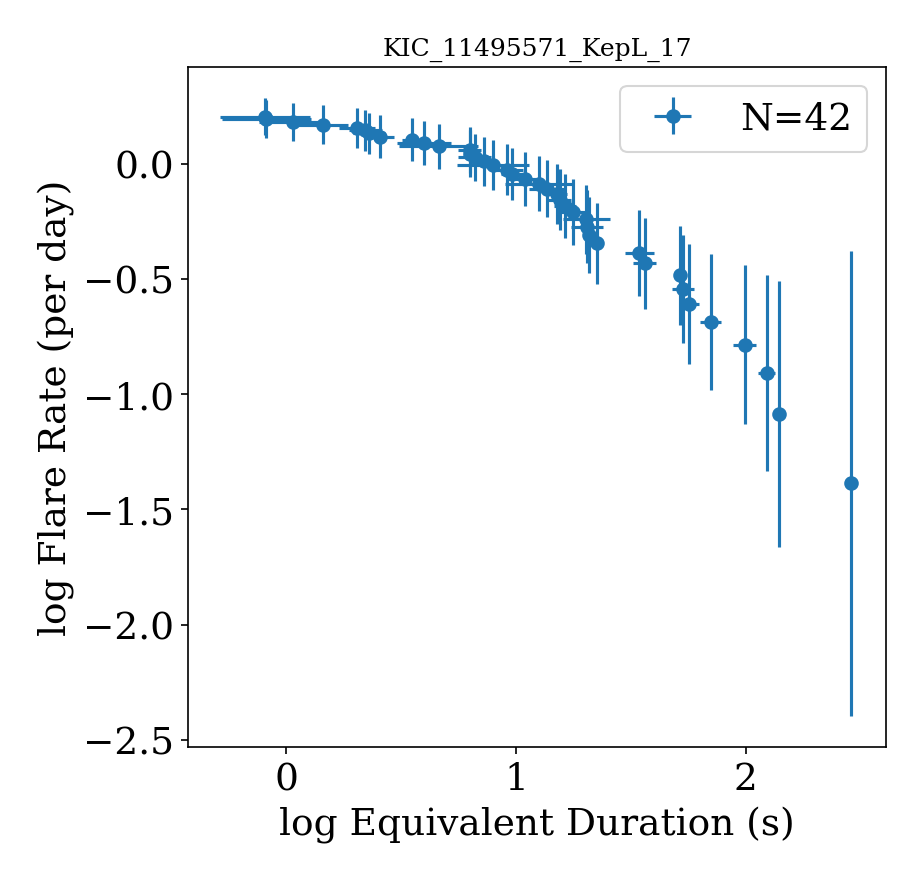 KIC_11495571_KepL_17
N=42
log Flare Rate (per day)
0.0
−0.5
−1.0
−1.5
−2.0
−2.5
0 1 2
log Equivalent Duration (s)